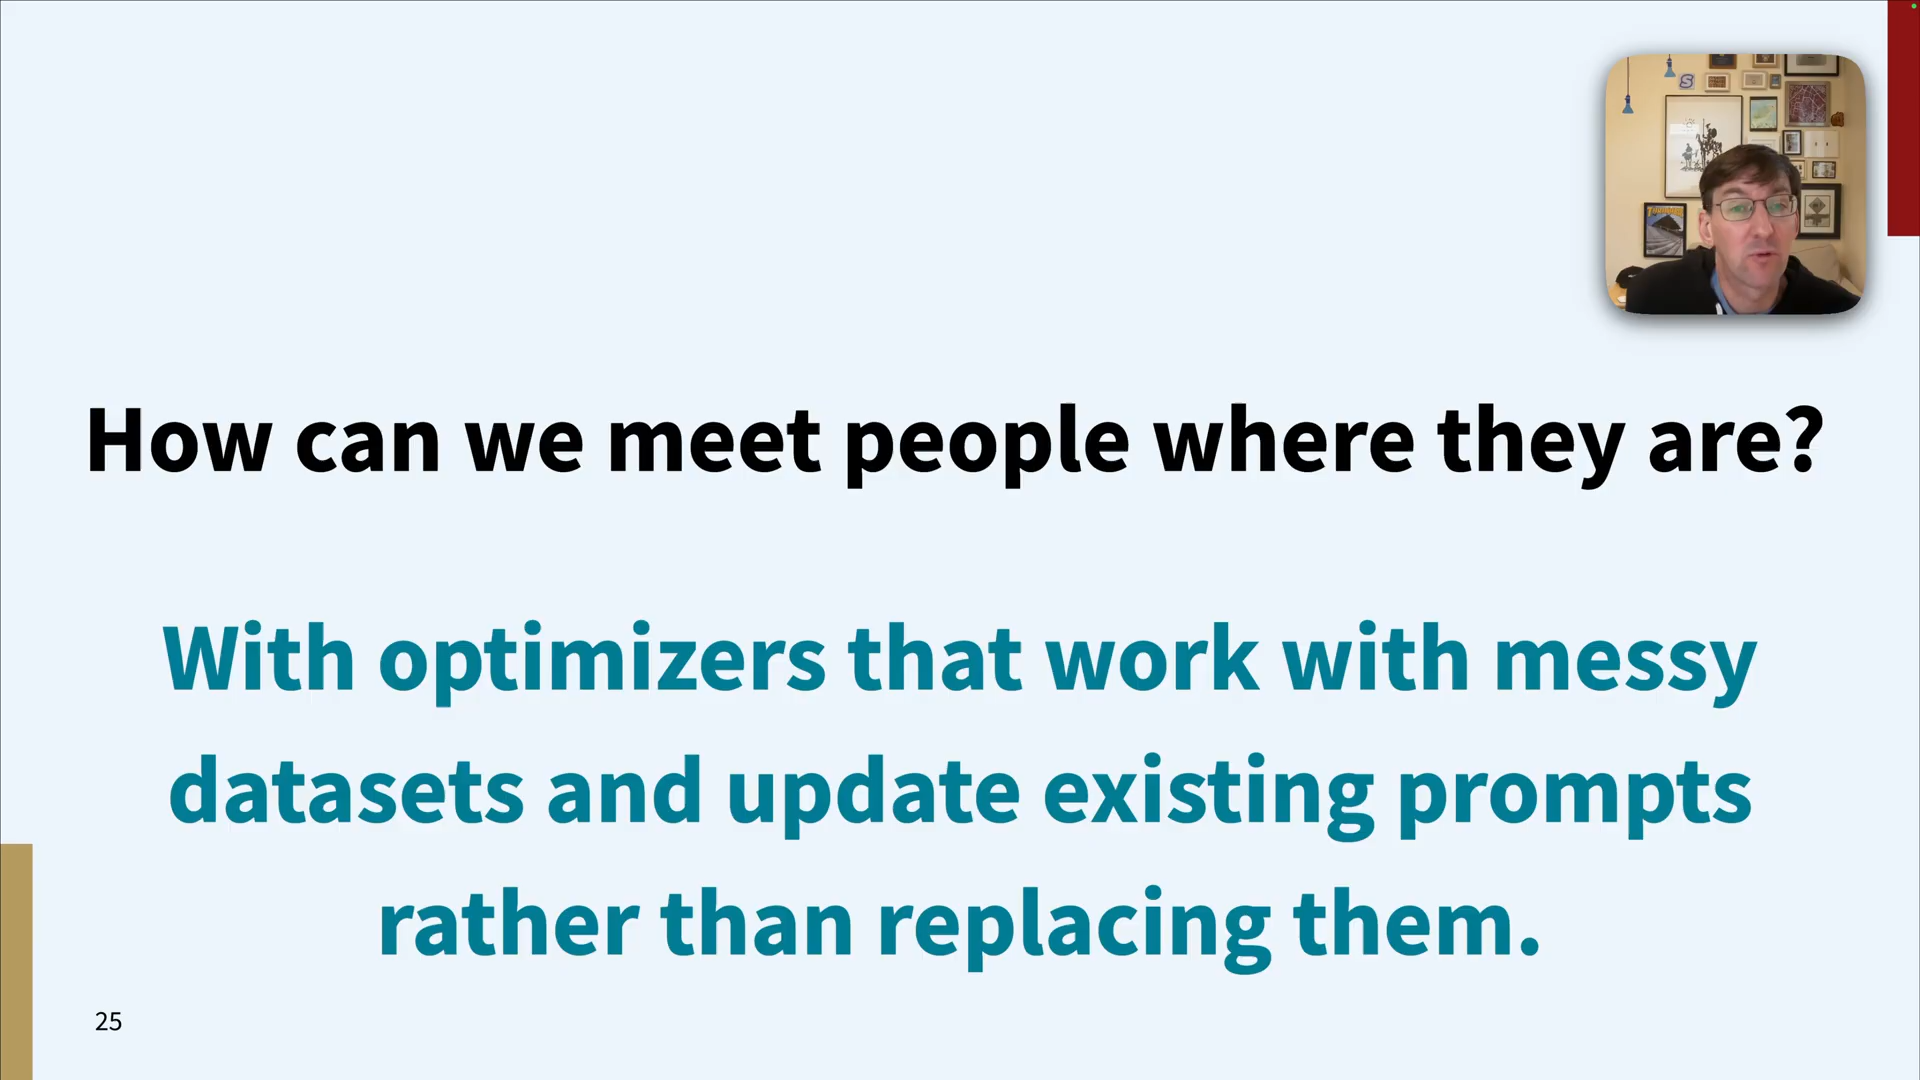 How can we meet people where they are?
With optimizers that work with messy
datasets and update existing prompts
rather than replacing them.
25